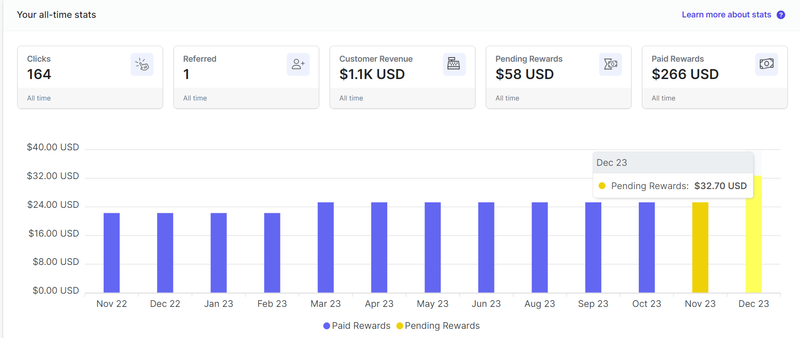 Your all-time stats
Learn more about stats ?
Clicks
164
All time
Referred
1
All time
Customer Revenue
$1.1K USD
All time
Pending Rewards
$58 USD
All time
Paid Rewards
$266 USD
All time
$40.00 USD
$32.00 USD
$24.00 USD
$16.00 USD
$8.00 USD
$0.00 USD
Dec 23
Pending Rewards: $32.70 USD
Nov 22 Dec 22 Jan 23 Feb 23 Mar 23 Apr 23 May 23 Jun 23 Aug 23 Sep 23 Oct 23 Nov 23 Dec 23
Paid Rewards Pending Rewards